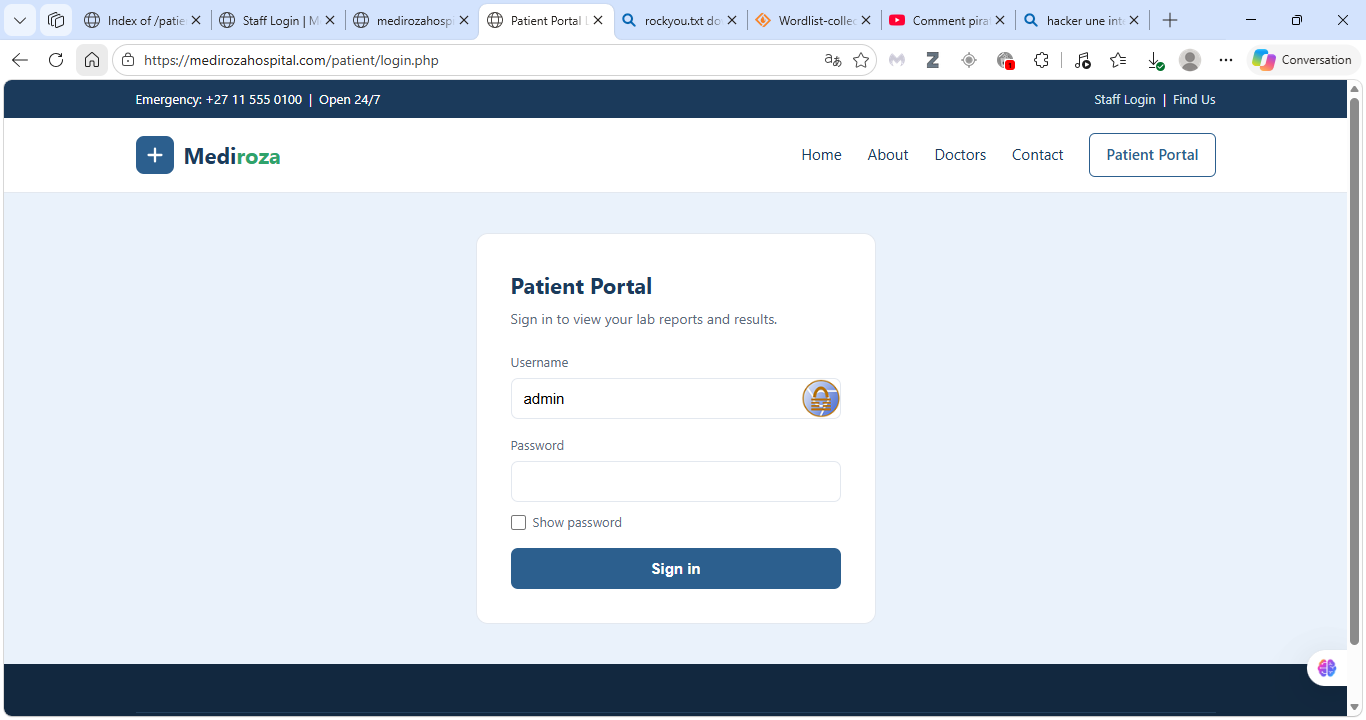 Index of /patie
Staff Login | M
medirozahospi
Patient Portal
rockyou.txt do
Wordlist-collec
Comment pira
hacker une int
https://medirozahospital.com/patient/login.php
Conversation
Emergency: +27 11 555 0100 | Open 24/7
Staff Login | Find Us
Mediroza
Home
About
Doctors
Contact
Patient Portal
Patient Portal
Sign in to view your lab reports and results.
Username
admin
Password
Show password
Sign in